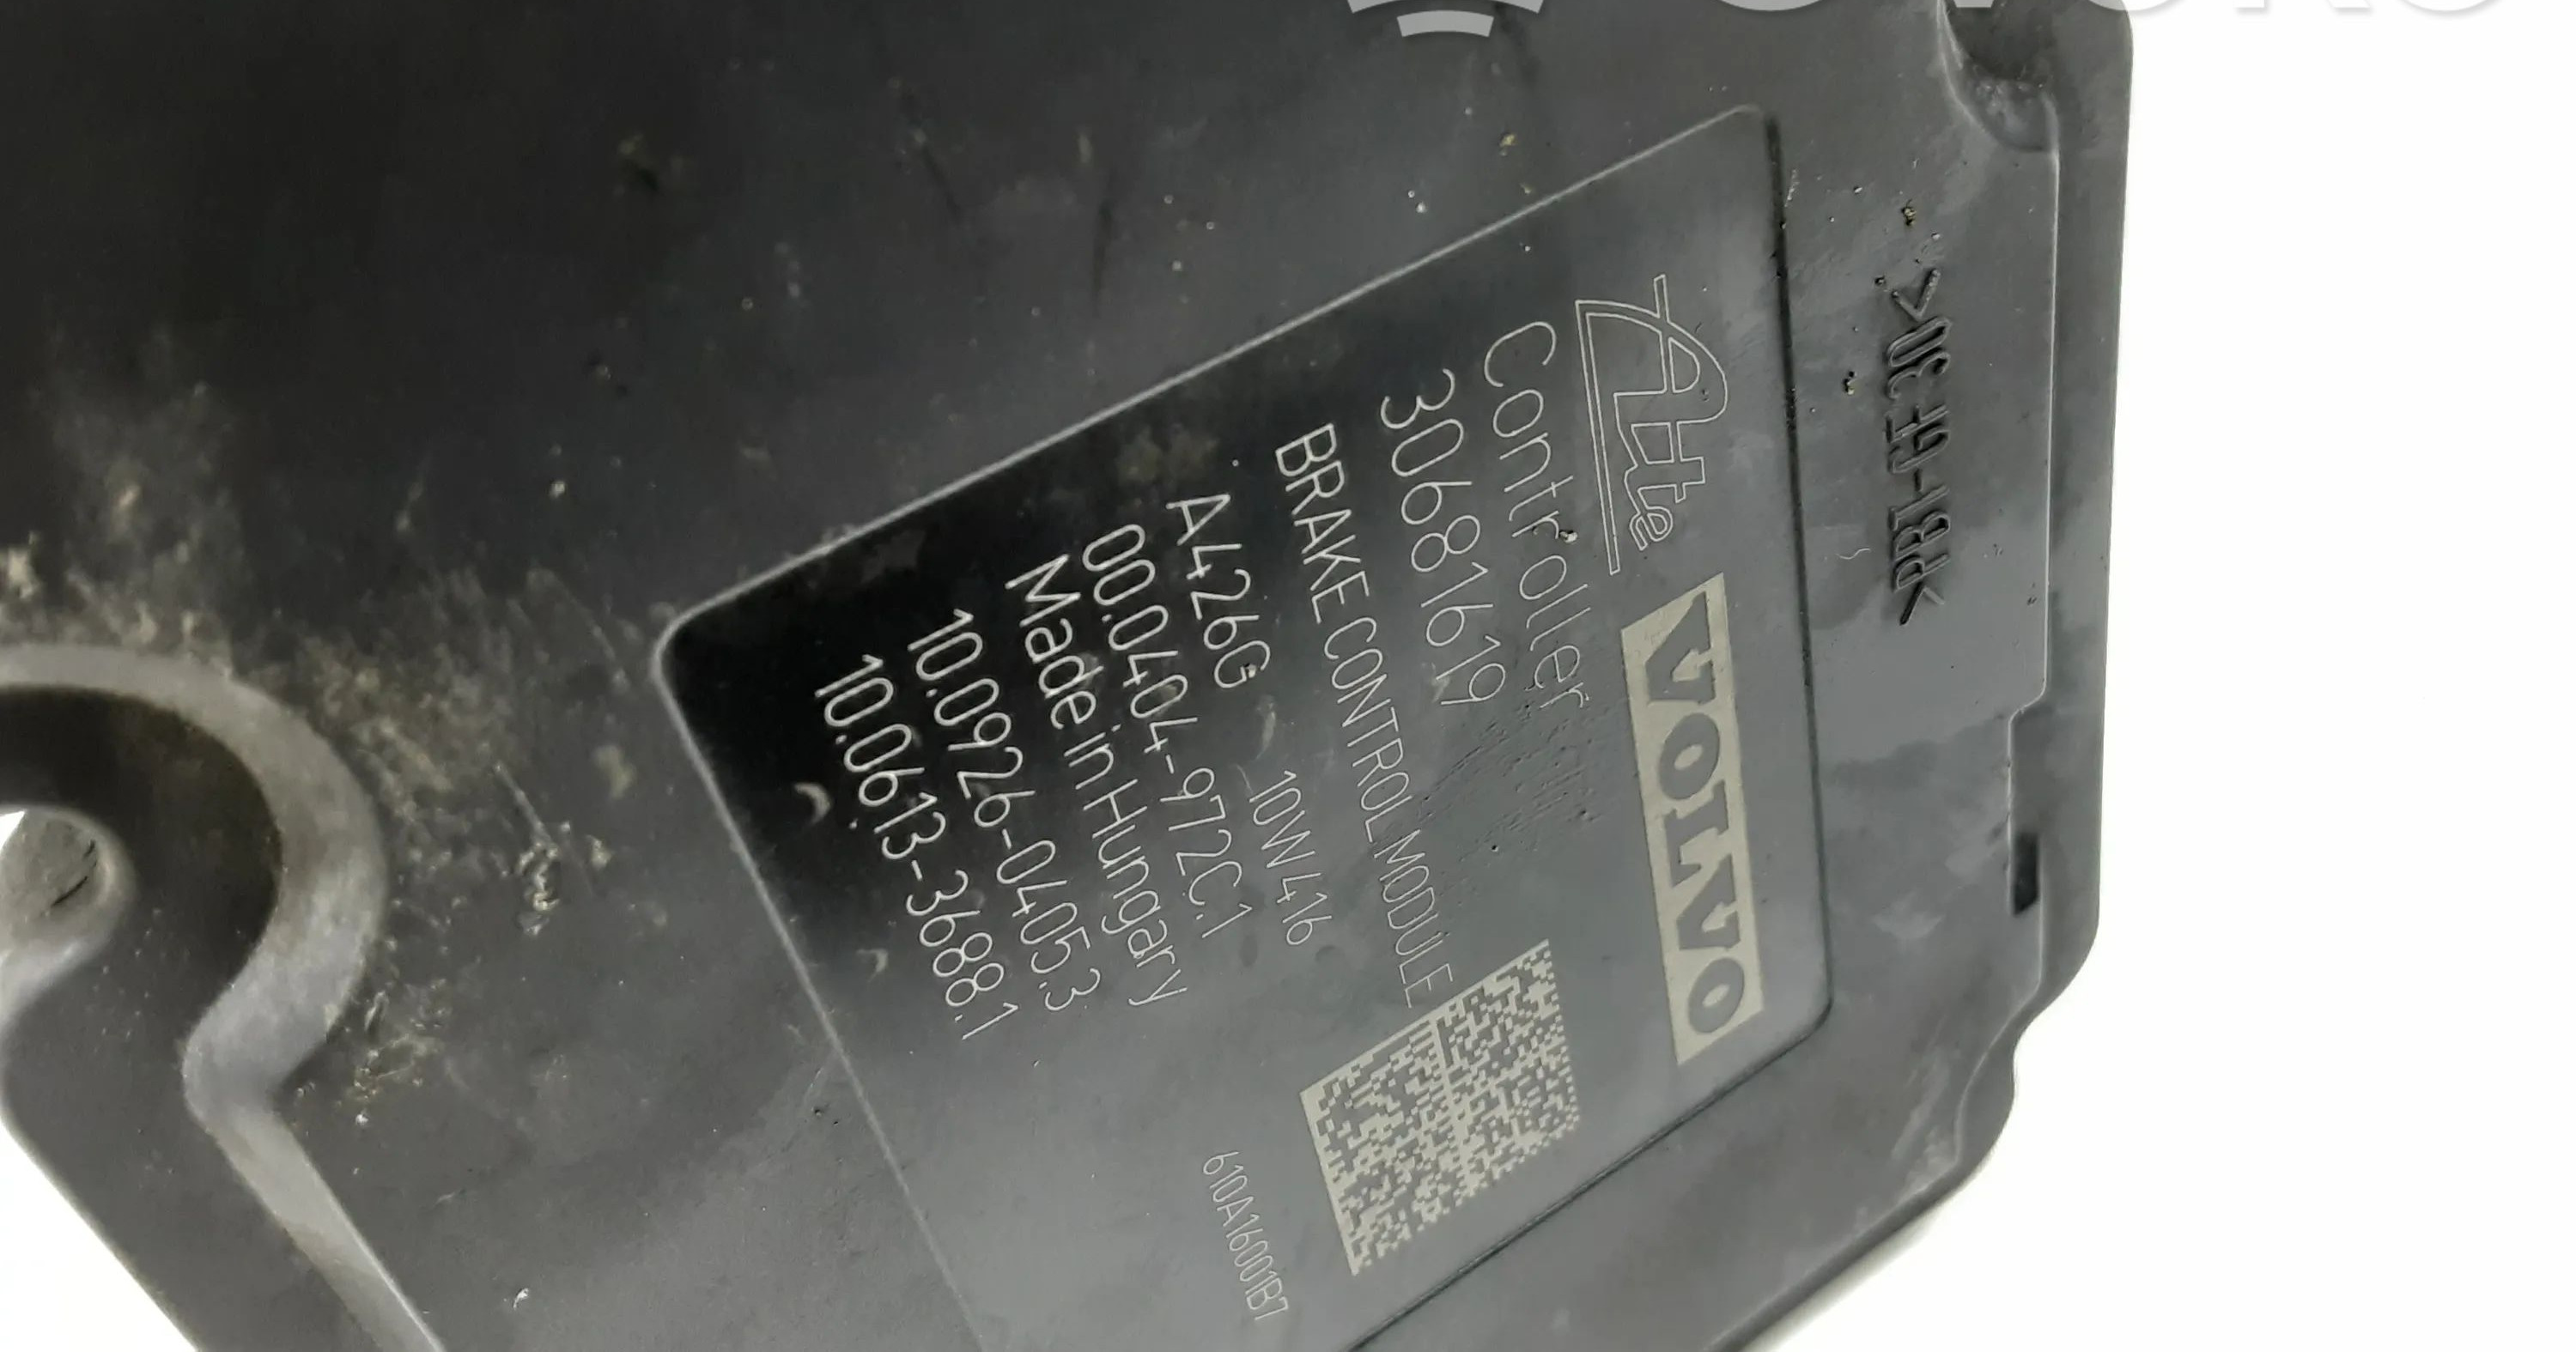 Ate VOLVO
Controller
30681619
BRAKE CONTROL MODULE
A426G 10W416
00.0404-972C.1
Made in Hungary
10.0926-0405.3
10.0613-3688.1
610A16001B7
>PBT-GF30<